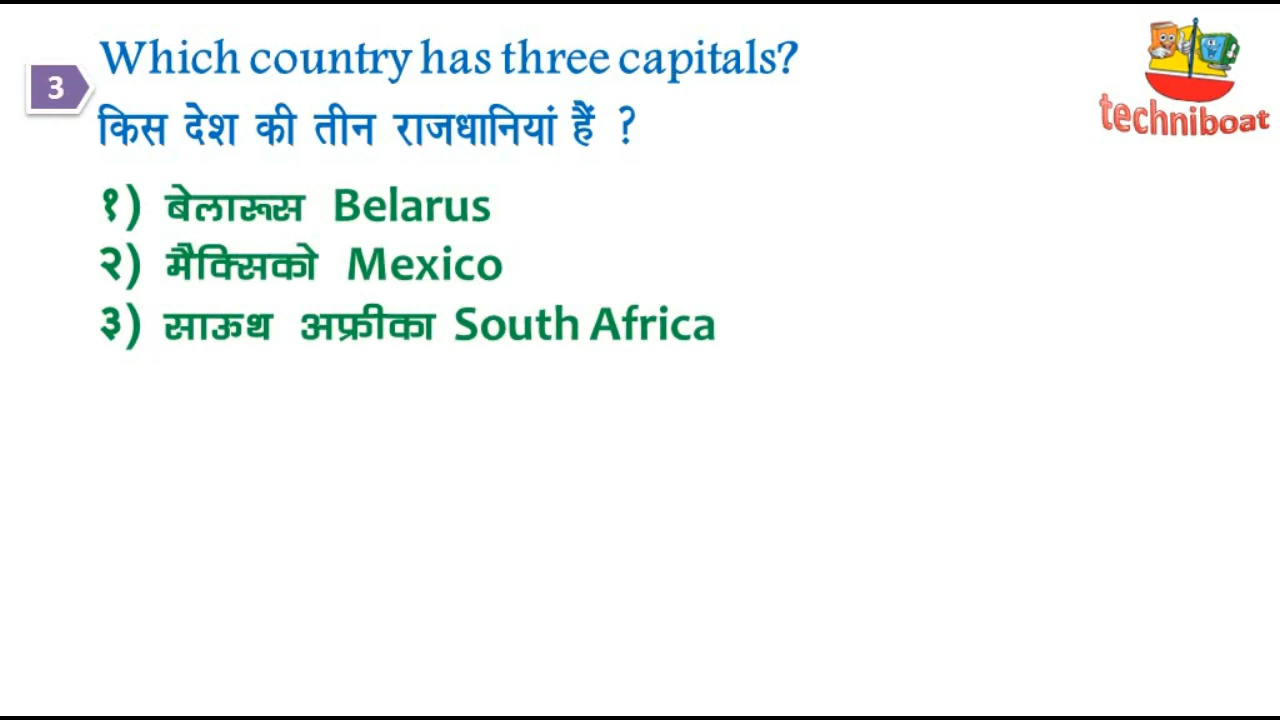 Which country has three capitals?
3
किस देश की तीन राजधानियां हैं ?
१) बेलारूस Belarus
२) मैक्सिको Mexico
३) साऊथ अफ्रीका South Africa
techniboat